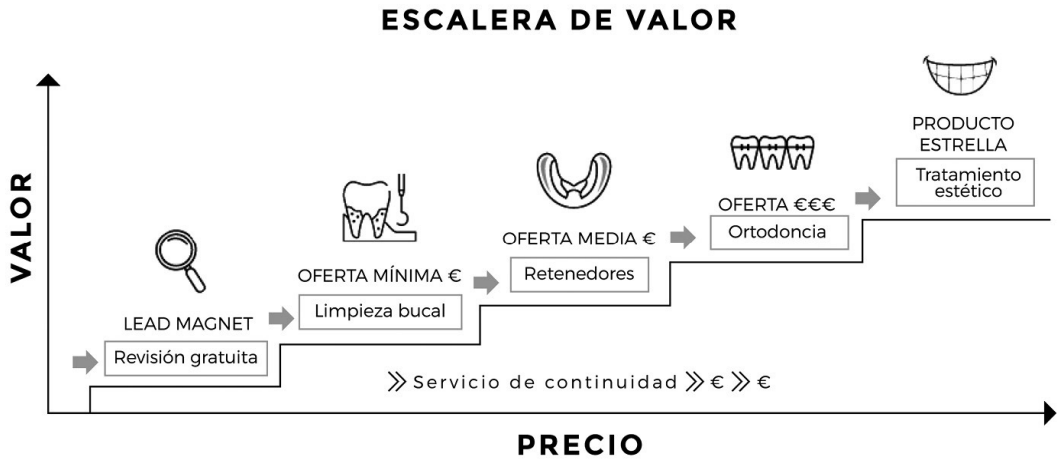 ESCALERA DE VALOR
VALOR
LEAD MAGNET
Revisión gratuita
OFERTA MÍNIMA €
Limpieza bucal
OFERTA MEDIA €
Retenedores
OFERTA €€€
Ortodoncia
PRODUCTO
ESTRELLA
Tratamiento
estético
Servicio de continuidad € €
PRECIO